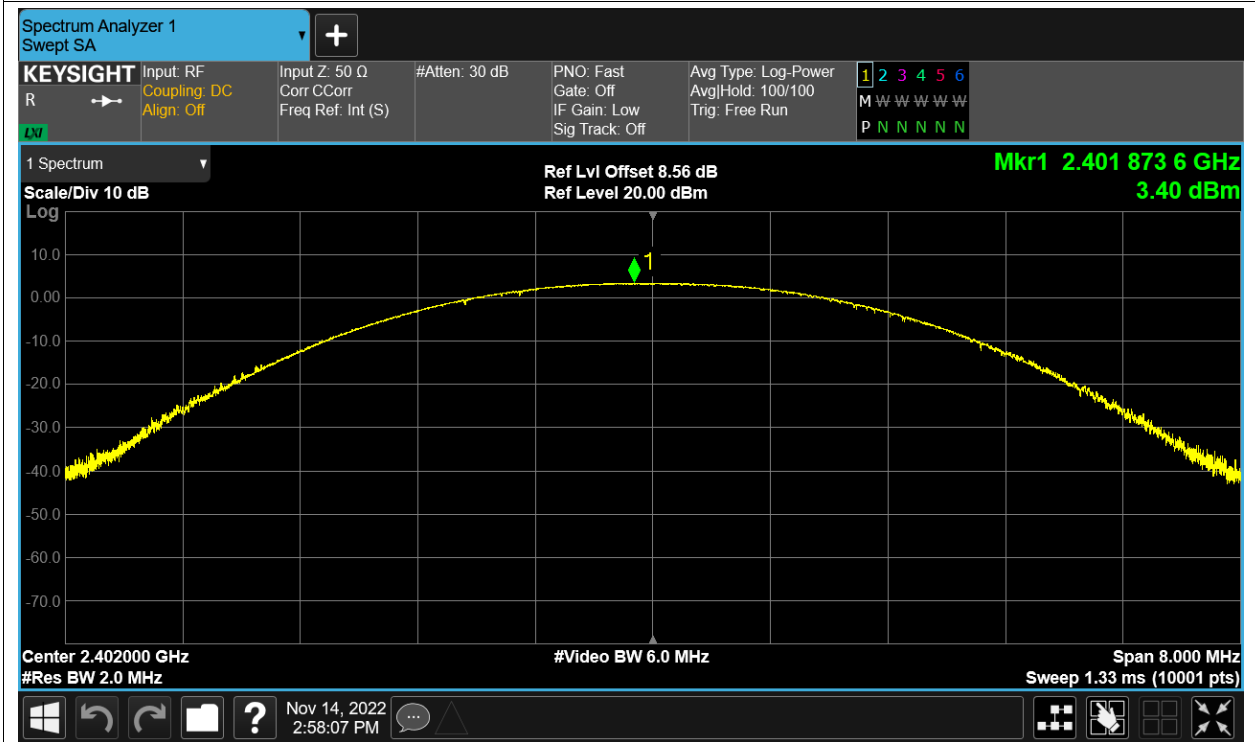 Spectrum Analyzer 1
Swept SA
+
KEYSIGHT
R
LXI
Input: RF
Coupling: DC
Align: Off
Input Z: 50 Ω
Corr CCorr
Freq Ref: Int (S)
#Atten: 30 dB
PNO: Fast
Gate: Off
IF Gain: Low
Sig Track: Off
Avg Type: Log-Power
Avg|Hold: 100/100
Trig: Free Run
1 2 3 4 5 6
M W W W W W
P N N N N N
1 Spectrum
Scale/Div 10 dB
Log
Ref Lvl Offset 8.56 dB
Ref Level 20.00 dBm
Mkr1 2.401 873 6 GHz
3.40 dBm
1
10.0
0.00
-10.0
-20.0
-30.0
-40.0
-50.0
-60.0
-70.0
Center 2.402000 GHz
#Res BW 2.0 MHz
#Video BW 6.0 MHz
Span 8.000 MHz
Sweep 1.33 ms (10001 pts)
?
Nov 14, 2022
2:58:07 PM